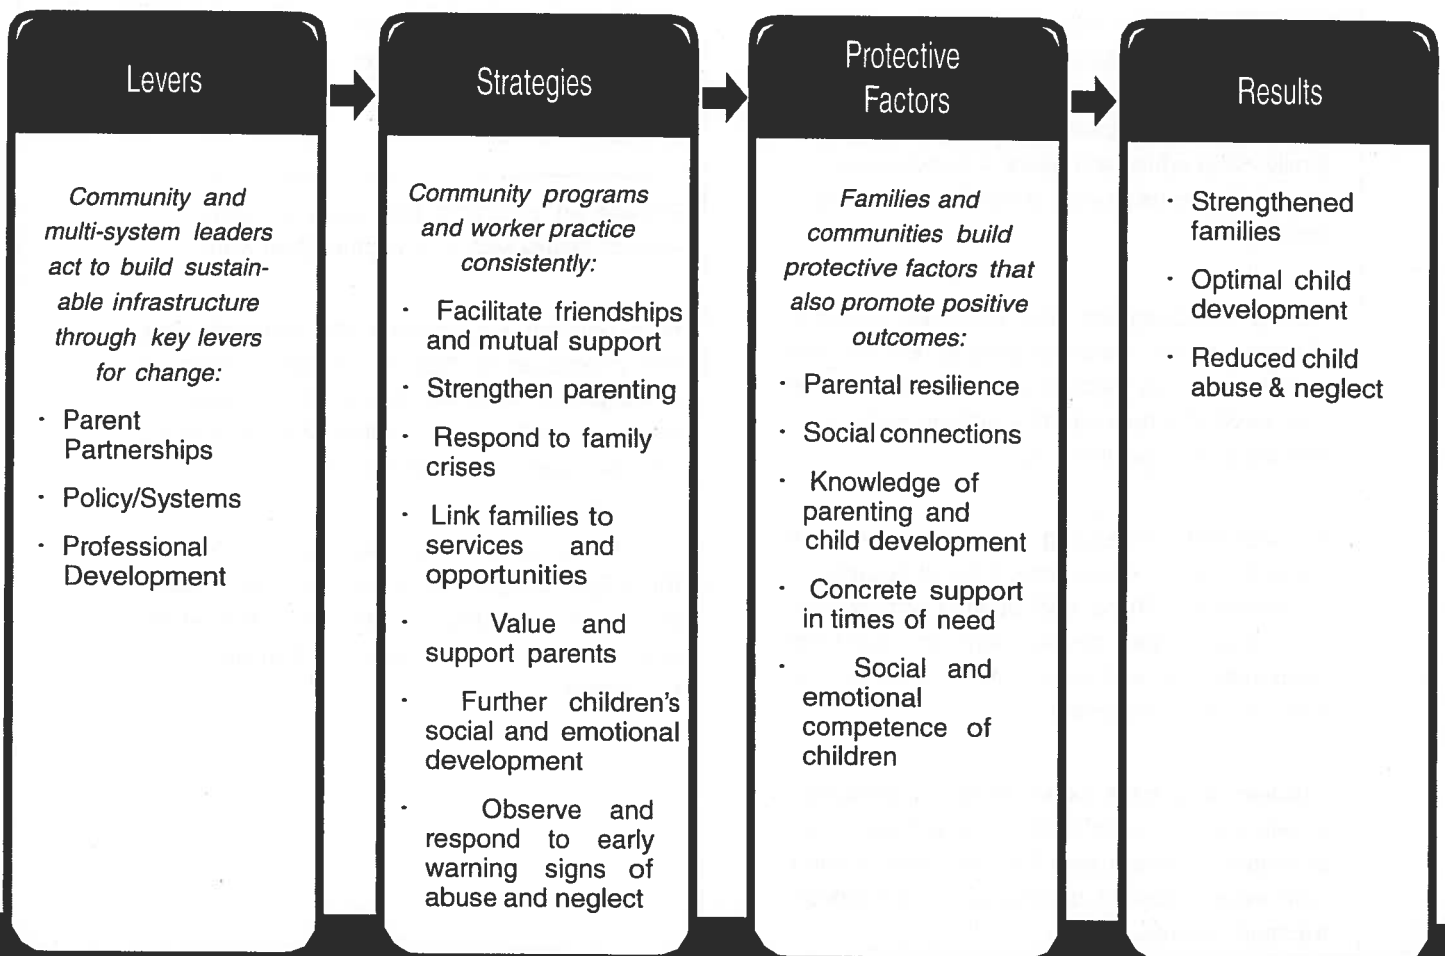 Levers
Community and
multi-system leaders
act to build sustain-
able infrastructure
through key levers
for change:
· Parent
Partnerships
· Policy/Systems
· Professional
Development
Strategies
Community programs
and worker practice
consistently:
· Facilitate friendships
and mutual support
· Strengthen parenting
· Respond to family
crises
· Link families to
services and
opportunities
· Value and
support parents
· Further children's
social and emotional
development
· Observe and
respond to early
warning signs of
abuse and neglect
Protective
Factors
Families and
communities build
protective factors that
also promote positive
outcomes:
· Parental resilience
· Social connections
· Knowledge of
parenting and
child development
· Concrete support
in times of need
· Social and
emotional
competence of
children
Results
· Strengthened
families
· Optimal child
development
· Reduced child
abuse & neglect